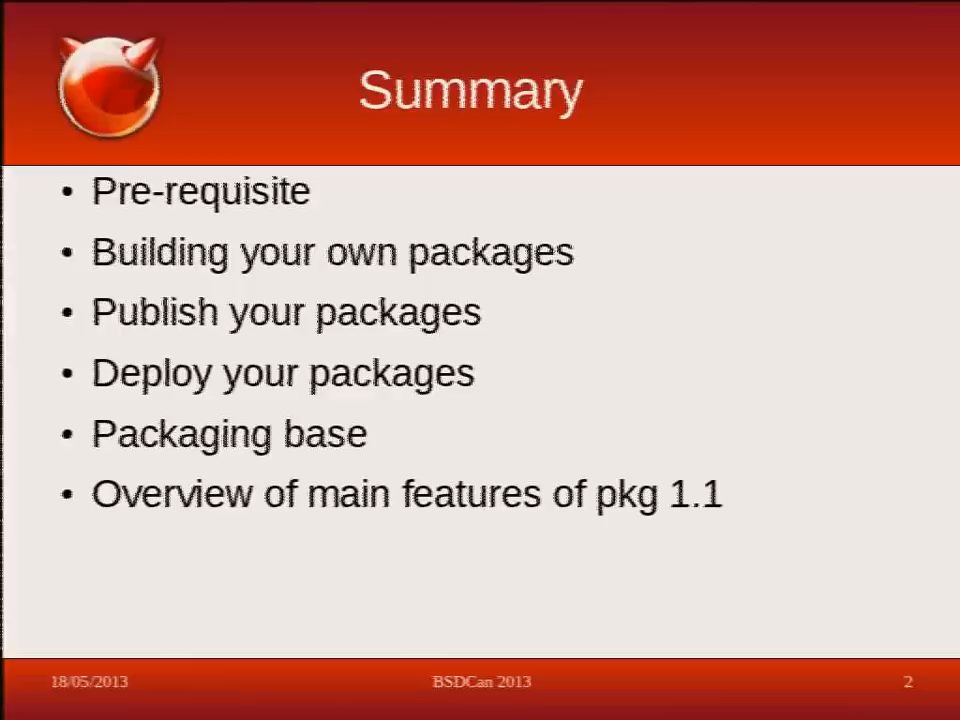 Summary
• Pre-requisite
• Building your own packages
• Publish your packages
• Deploy your packages
• Packaging base
• Overview of main features of pkg 1.1
18/05/2013
BSDCan 2013
2